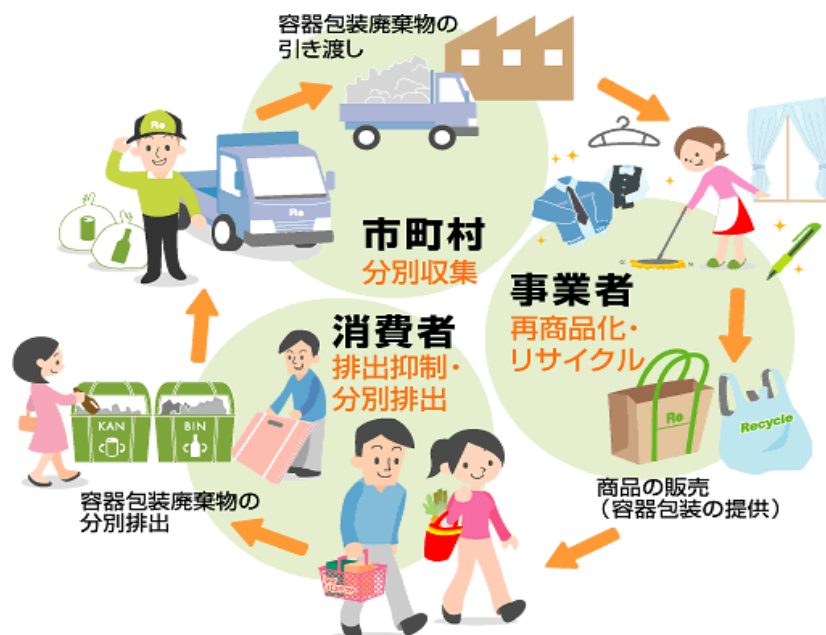 容器包装廃棄物の
引き渡し
Re
Re
市町村
分別収集
事業者
再商品化・
リサイクル
消費者
排出抑制・
分別排出
KAN
BIN
Re
Recycle
容器包装廃棄物の
分別排出
商品の販売
（容器包装の提供）